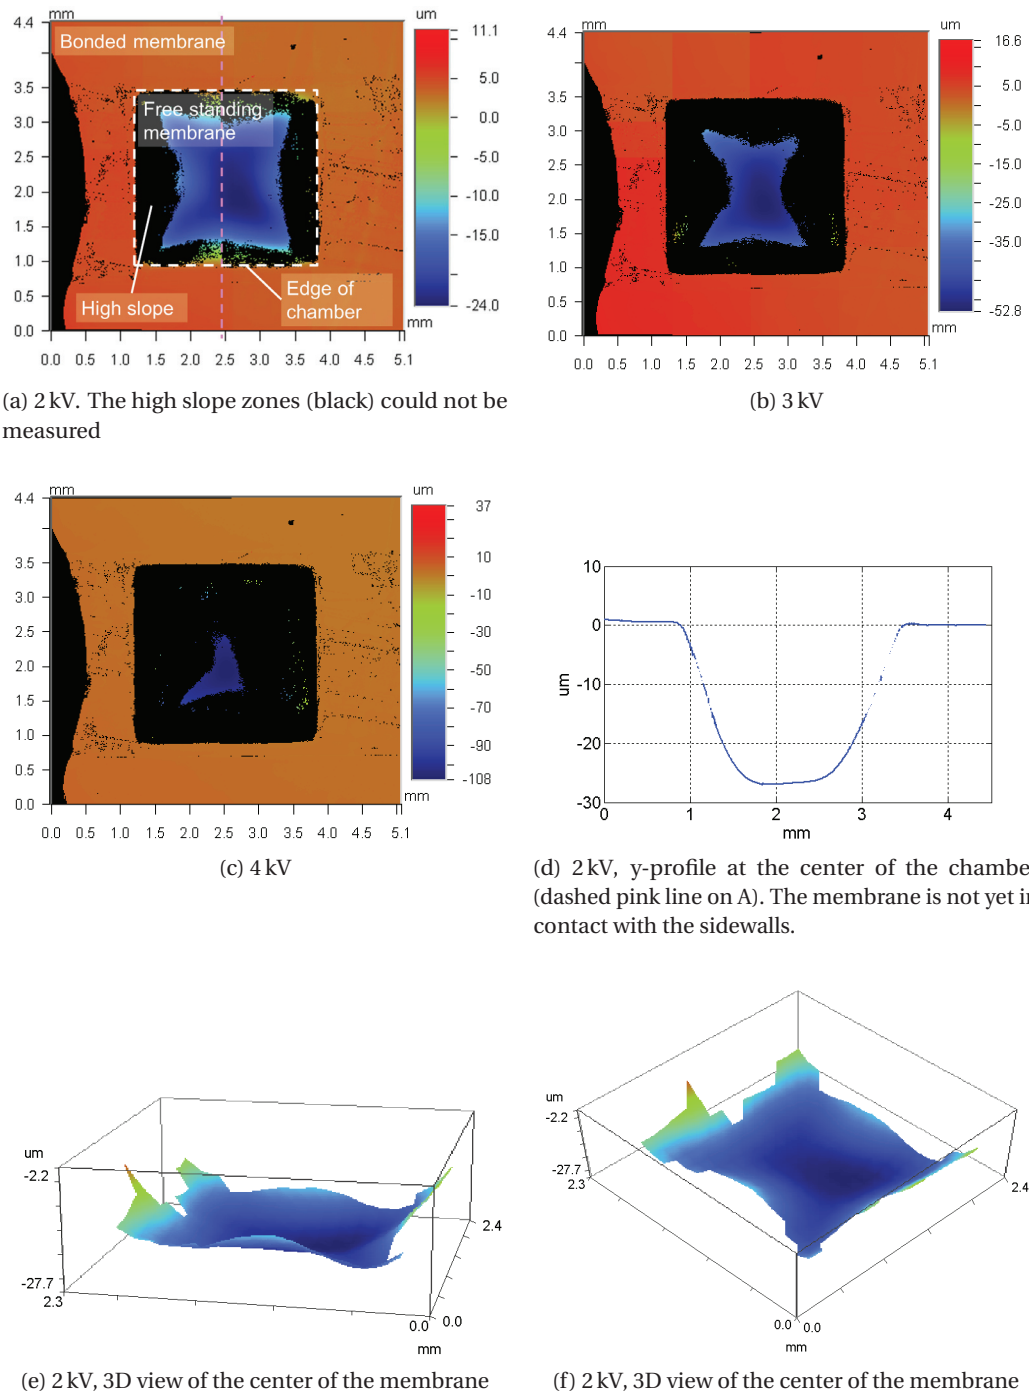 mm
um
4.4
3.5
3.0
2.5
2.0
1.5
1.0
0.5
0.0
Bonded membrane
Free standing
membrane
High slope
Edge of
chamber
11.1
5.0
0.0
-5.0
-10.0
-15.0
-24.0
mm
0.0 0.5 1.0 1.5 2.0 2.5 3.0 3.5 4.0 5.1
(a) 2 kV. The high slope zones (black) could not be
measured
mm
um
4.4
3.5
3.0
2.5
2.0
1.5
1.0
0.5
0.0
16.6
5.0
-5.0
-15.0
-25.0
-35.0
-52.8
mm
0.0 0.5 1.0 1.5 2.0 2.5 3.0 3.5 4.0 5.1
(b) 3 kV
mm
um
4.4
3.5
3.0
2.5
2.0
1.5
1.0
0.5
0.0
37
10
-10
-30
-50
-70
-90
-108
mm
0.0 0.5 1.0 1.5 2.0 2.5 3.0 3.5 4.0 5.1
(c) 4 kV
10
0
-10
-20
-30
um
0 1 2 3 4
mm
(d) 2 kV, y-profile at the center of the chambe
(dashed pink line on A). The membrane is not yet in
contact with the sidewalls.
um
-2.2
-27.7
2.3
2.4
0.0 0.0
mm
(e) 2 kV, 3D view of the center of the membrane
um
-2.2
-27.7
2.3
2.4
0.0 0.0
mm
(f) 2 kV, 3D view of the center of the membrane